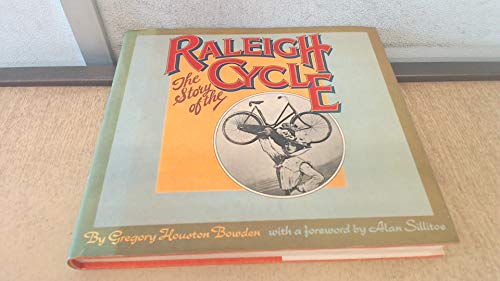 RALEIGH
The Story of the
CYCLE
By Gregory Houston Bowden with a foreword by Alan Sillitoe